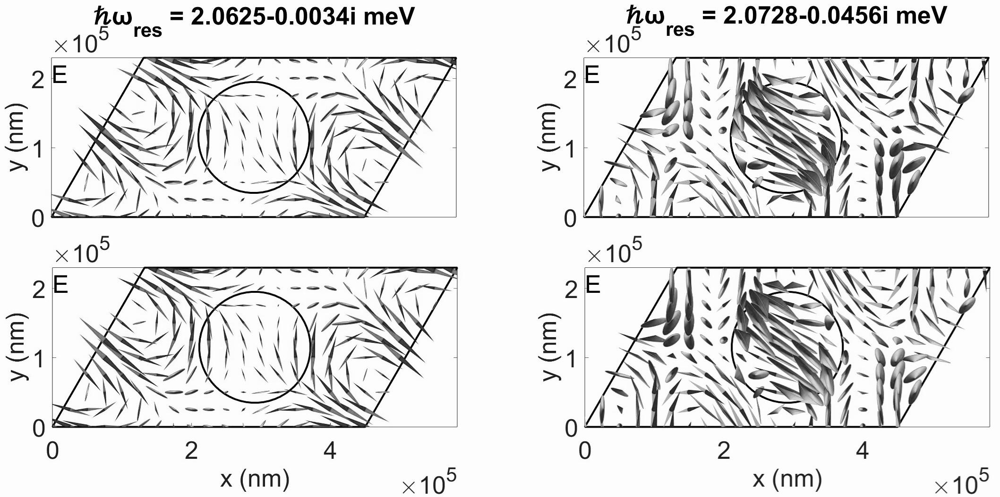 ℏω_res = 2.0625-0.0034i meV
×10^5
E
2
1
0
y (nm)
×10^5
E
2
1
0
y (nm)
0 2 4
x (nm)
×10^5
ℏω_res = 2.0728-0.0456i meV
×10^5
E
2
1
0
y (nm)
×10^5
E
2
1
0
y (nm)
0 2 4
x (nm)
×10^5